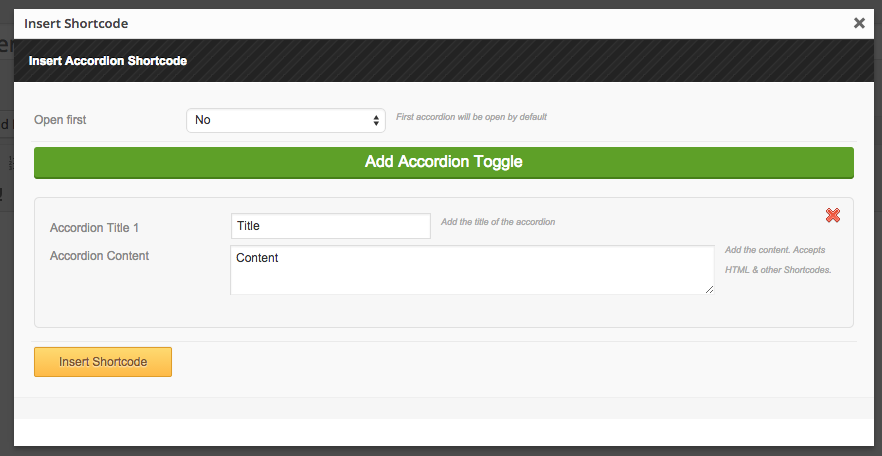 Insert Shortcode
Insert Accordion Shortcode
Open first
No
First accordion will be open by default
Add Accordion Toggle
Accordion Title 1
Title
Add the title of the accordion
Accordion Content
Content
Add the content. Accepts
HTML & other Shortcodes.
Insert Shortcode